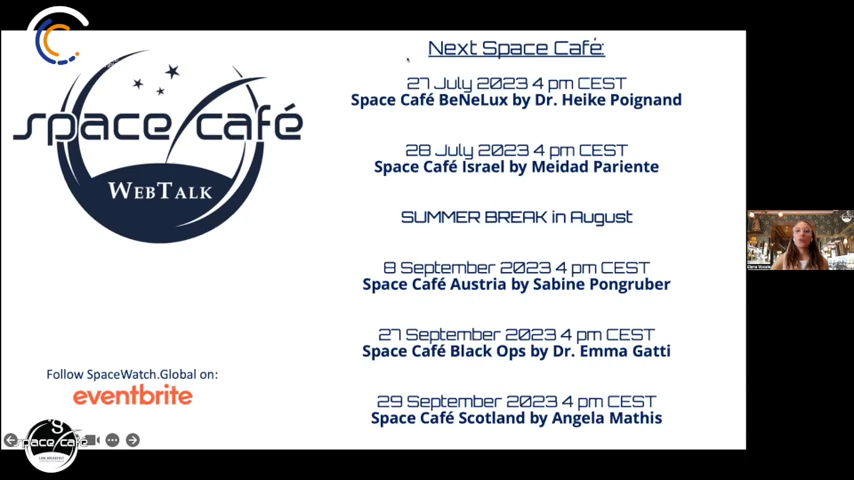 Next Space Café:
27 July 2023 4 pm CEST
Space Café BeNeLux by Dr. Heike Poignand
28 July 2023 4 pm CEST
Space Café Israel by Meidad Pariente
SUMMER BREAK in August
8 September 2023 4 pm CEST
Space Café Austria by Sabine Pongruber
27 September 2023 4 pm CEST
Space Café Black Ops by Dr. Emma Gatti
29 September 2023 4 pm CEST
Space Café Scotland by Angela Mathis
space café
WEBTALK
Follow SpaceWatch.Global on:
eventbrite
space café